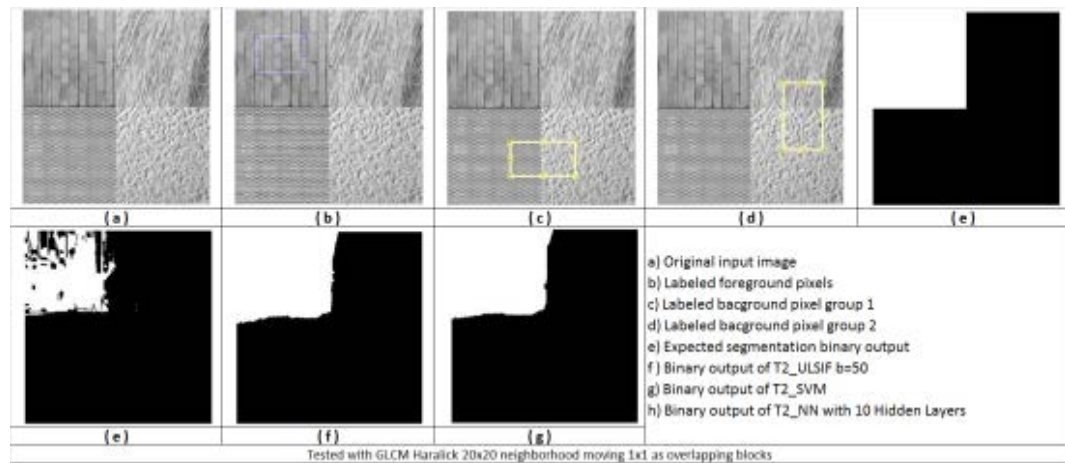 (a) (b) (c) (d) (e)
a) Original input image
b) Labeled foreground pixels
c) Labeled bacground pixel group 1
d) Labeled bacground pixel group 2
e) Expected segmentation binary output
f) Binary output of T2_ULSIF b=50
g) Binary output of T2_SVM
h) Binary output of T2_NN with 10 Hidden Layers
(e) (f) (g)
Tested with GLCM Haralick 20x20 neighborhood moving 1x1 as overlapping blocks